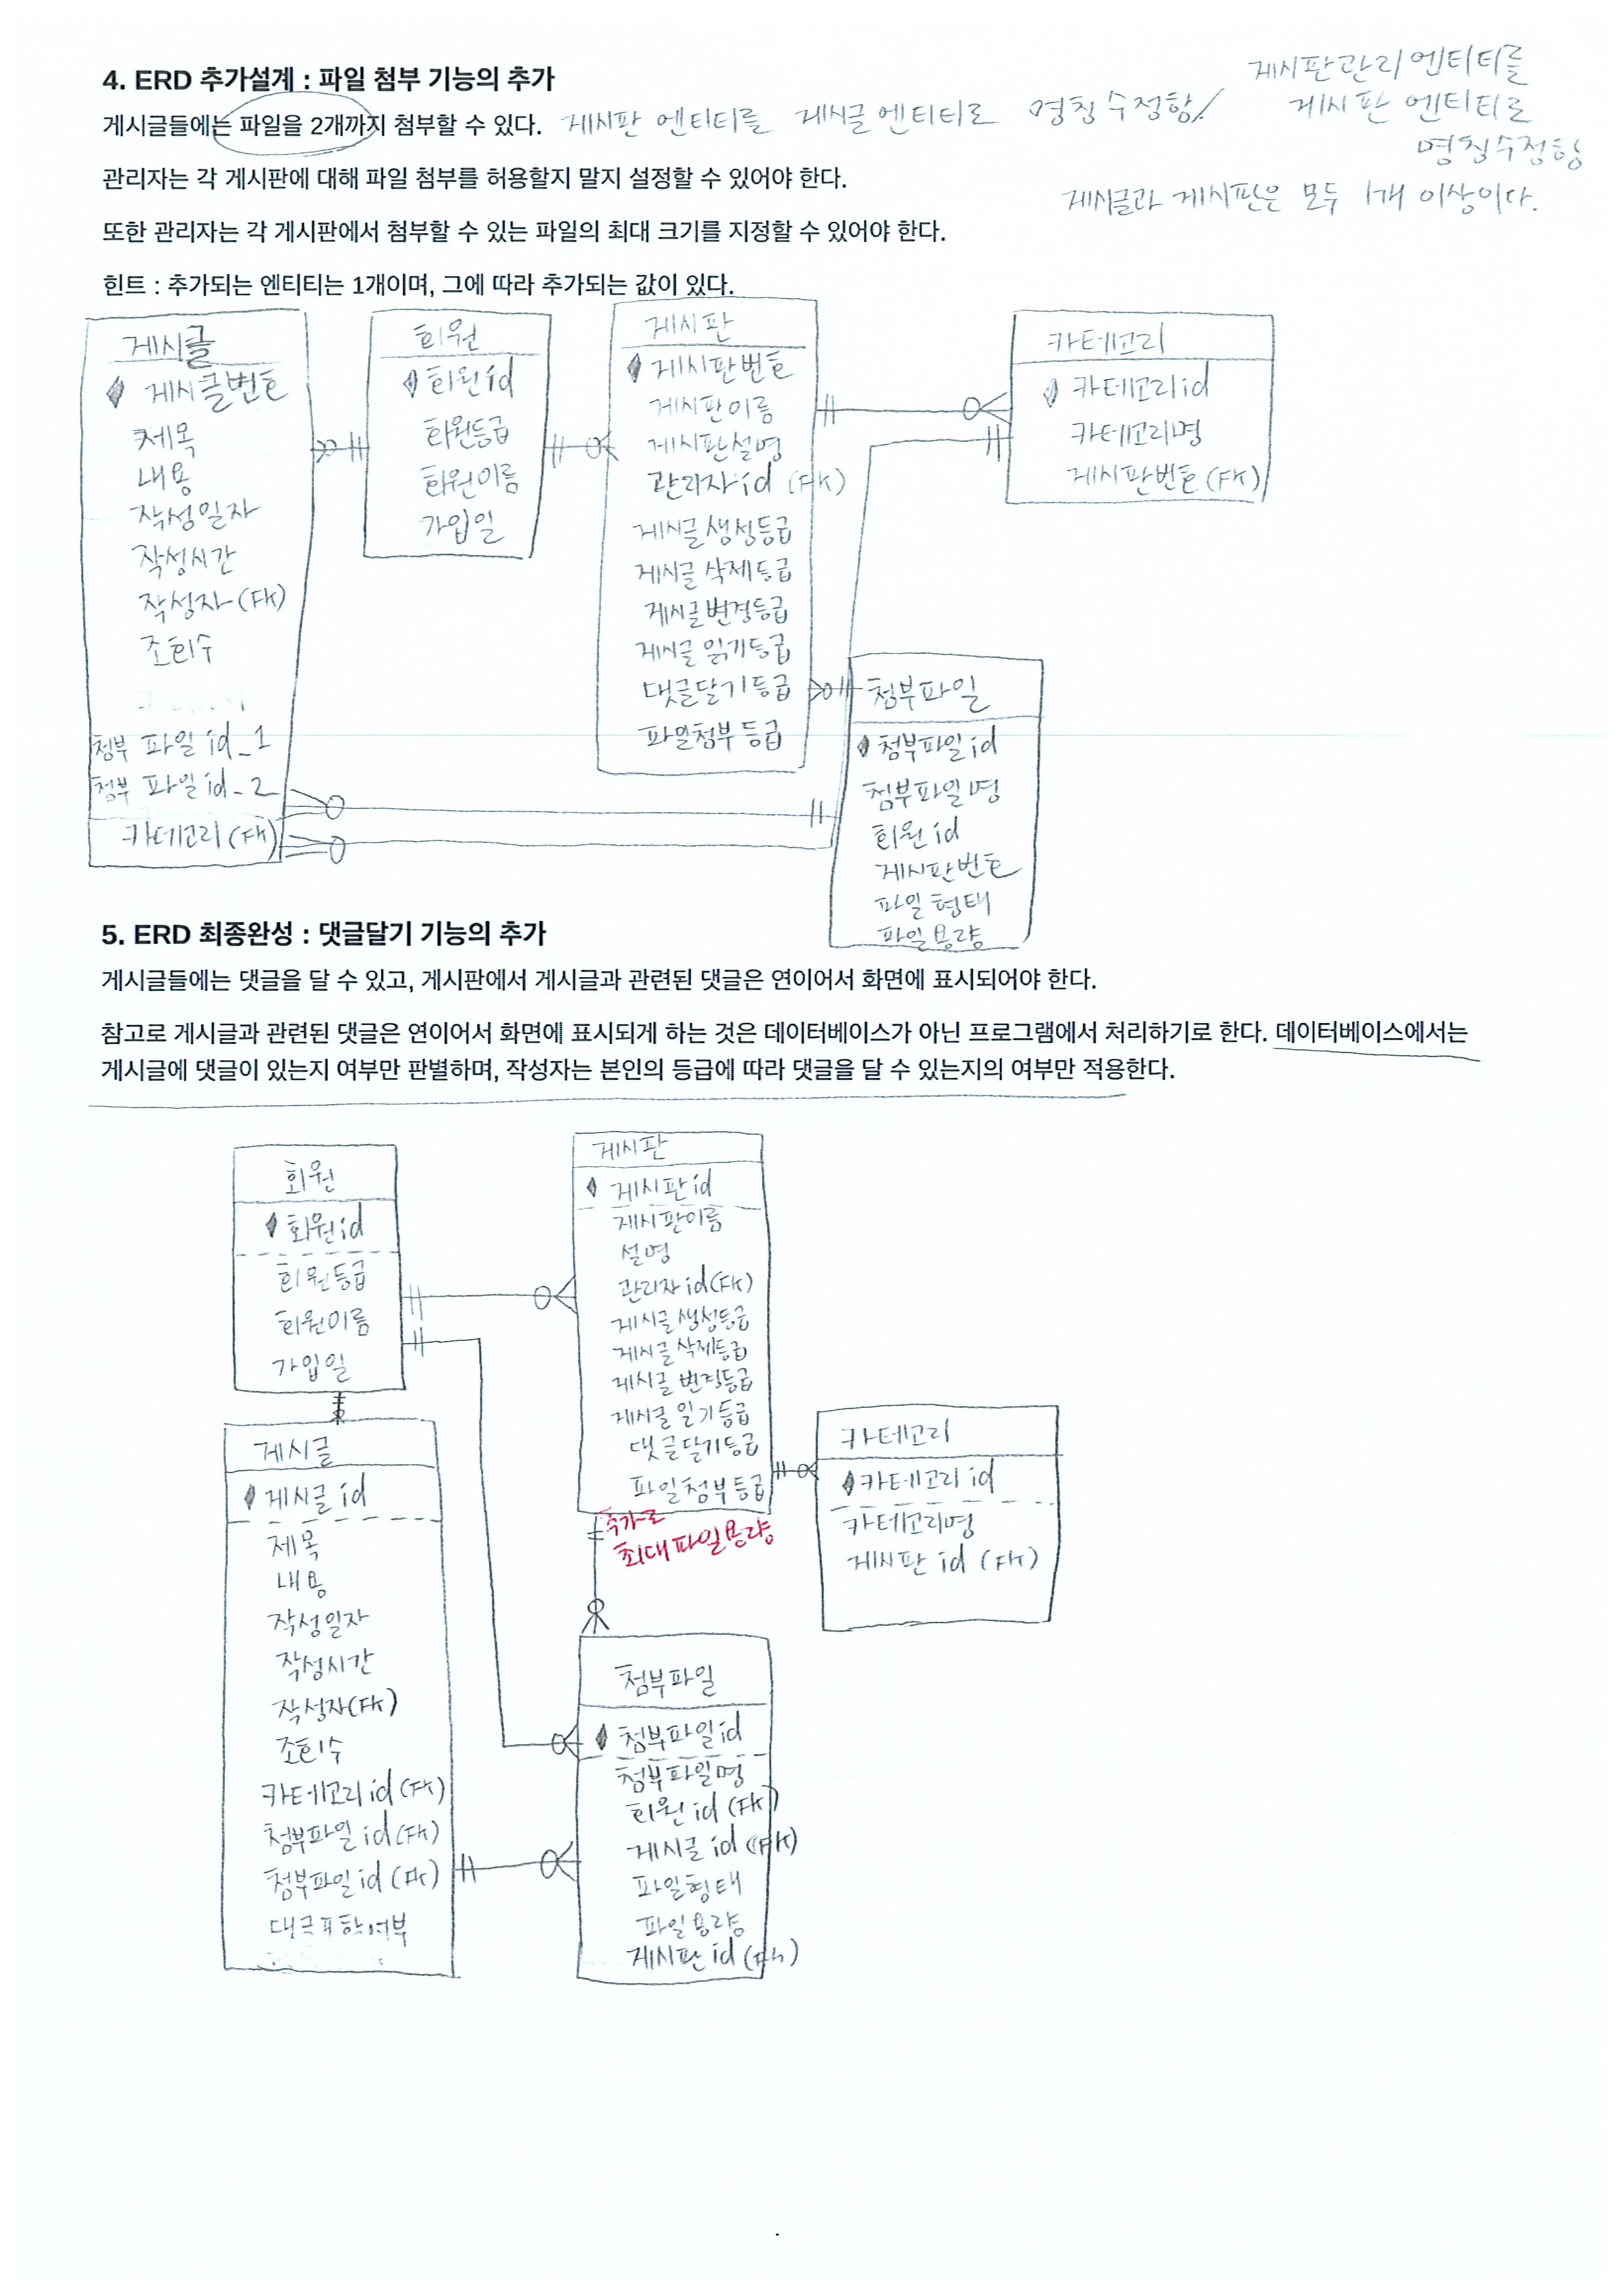 4. ERD 추가설계 : 파일 첨부 기능의 추가
게시판관리 엔티티를
게시판 엔티티로
명칭수정함
게시글들에는 파일을 2개까지 첨부할 수 있다. 게시판 엔티티를 게시글 엔티티로 명칭수정함/
관리자는 각 게시판에 대해 파일 첨부를 허용할지 말지 설정할 수 있어야 한다.
게시글과 게시판은 모두 1개 이상이다.
또한 관리자는 각 게시판에서 첨부할 수 있는 파일의 최대 크기를 지정할 수 있어야 한다.
힌트 : 추가되는 엔티티는 1개이며, 그에 따라 추가되는 값이 있다.
게시글
게시글번호
제목
내용
작성일자
작성시간
작성자(FK)
조회수
첨부 파일 id_1
첨부 파일 id_2
카테고리(FK)
회원
회원id
회원등급
회원이름
가입일
게시판
게시판번호
게시판이름
게시판설명
관리자id (FK)
게시글생성등급
게시글삭제등급
게시글변경등급
게시글 읽기등급
댓글달기등급
파일첨부등급
카테고리
카테고리id
카테고리명
게시판번호(FK)
첨부파일
첨부파일id
첨부파일명
회원id
게시판번호
파일형태
파일용량
5. ERD 최종완성 : 댓글달기 기능의 추가
게시글들에는 댓글을 달 수 있고, 게시판에서 게시글과 관련된 댓글은 연이어서 화면에 표시되어야 한다.
참고로 게시글과 관련된 댓글은 연이어서 화면에 표시되게 하는 것은 데이터베이스가 아닌 프로그램에서 처리하기로 한다. 데이터베이스에서는
게시글에 댓글이 있는지 여부만 판별하며, 작성자는 본인의 등급에 따라 댓글을 달 수 있는지의 여부만 적용한다.
회원
회원id
회원등급
회원이름
가입일
게시판
게시판id
게시판이름
설명
관리자id(FK)
게시글생성등급
게시글삭제등급
게시글변경등급
게시글읽기등급
댓글달기등급
파일첨부등급
추가로
최대파일용량
카테고리
카테고리id
카테고리명
게시판id (FK)
게시글
게시글id
제목
내용
작성일자
작성시간
작성자(FK)
조회수
카테고리id(FK)
첨부파일id(FK)
첨부파일id(FK)
댓글포함여부
첨부파일
첨부파일id
첨부파일명
회원id (FK)
게시글id (FK)
파일형태
파일용량
게시판id (FK)